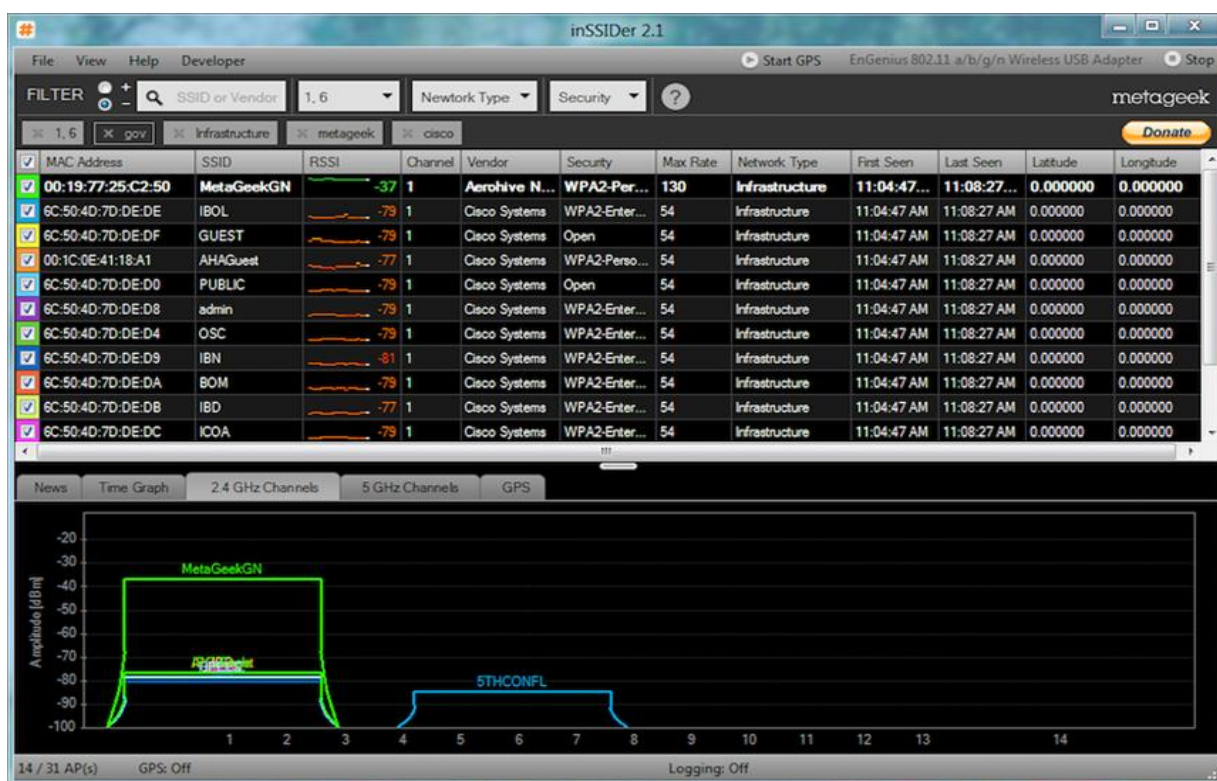 inSSIDer 2.1
File View Help Developer Start GPS EnGenius 802.11 a/b/g/n Wireless USB Adapter Stop
FILTER + - SSID or Vendor 1, 6 Newtork Type Security ? metageek
1, 6 gov Infrastructure metageek cisco Donate
MAC Address SSID RSSI Channel Vendor Security Max Rate Network Type First Seen Last Seen Latitude Longitude
00:19:77:25:C2:50 MetaGeekGN -37 1 Aerohive N... WPA2-Per... 130 Infrastructure 11:04:47... 11:08:27... 0.000000 0.000000
6C:50:4D:7D:DE:DE IBOL -79 1 Cisco Systems WPA2-Enter... 54 Infrastructure 11:04:47 AM 11:08:27 AM 0.000000 0.000000
6C:50:4D:7D:DE:DF GUEST -79 1 Cisco Systems Open 54 Infrastructure 11:04:47 AM 11:08:27 AM 0.000000 0.000000
00:1C:0E:41:18:A1 AHAGuest -77 1 Cisco Systems WPA2-Perso... 54 Infrastructure 11:04:47 AM 11:08:27 AM 0.000000 0.000000
6C:50:4D:7D:DE:D0 PUBLIC -79 1 Cisco Systems Open 54 Infrastructure 11:04:47 AM 11:08:27 AM 0.000000 0.000000
6C:50:4D:7D:DE:D8 admin -79 1 Cisco Systems WPA2-Enter... 54 Infrastructure 11:04:47 AM 11:08:27 AM 0.000000 0.000000
6C:50:4D:7D:DE:D4 OSC -79 1 Cisco Systems WPA2-Enter... 54 Infrastructure 11:04:47 AM 11:08:27 AM 0.000000 0.000000
6C:50:4D:7D:DE:D9 IBN -81 1 Cisco Systems WPA2-Enter... 54 Infrastructure 11:04:47 AM 11:08:27 AM 0.000000 0.000000
6C:50:4D:7D:DE:DA BOM -79 1 Cisco Systems WPA2-Enter... 54 Infrastructure 11:04:47 AM 11:08:27 AM 0.000000 0.000000
6C:50:4D:7D:DE:DB IBD -77 1 Cisco Systems WPA2-Enter... 54 Infrastructure 11:04:47 AM 11:08:27 AM 0.000000 0.000000
6C:50:4D:7D:DE:DC ICOA -79 1 Cisco Systems WPA2-Enter... 54 Infrastructure 11:04:47 AM 11:08:27 AM 0.000000 0.000000
News Time Graph 2.4 GHz Channels 5 GHz Channels GPS
Amplitudo [dBm]
-20
-30
MetaGeekGN
-40
-50
-60
-70
-80
5THCONFL
-90
-100
1 2 3 4 5 6 7 8 9 10 11 12 13 14
14 / 31 AP(s) GPS: Off Logging: Off